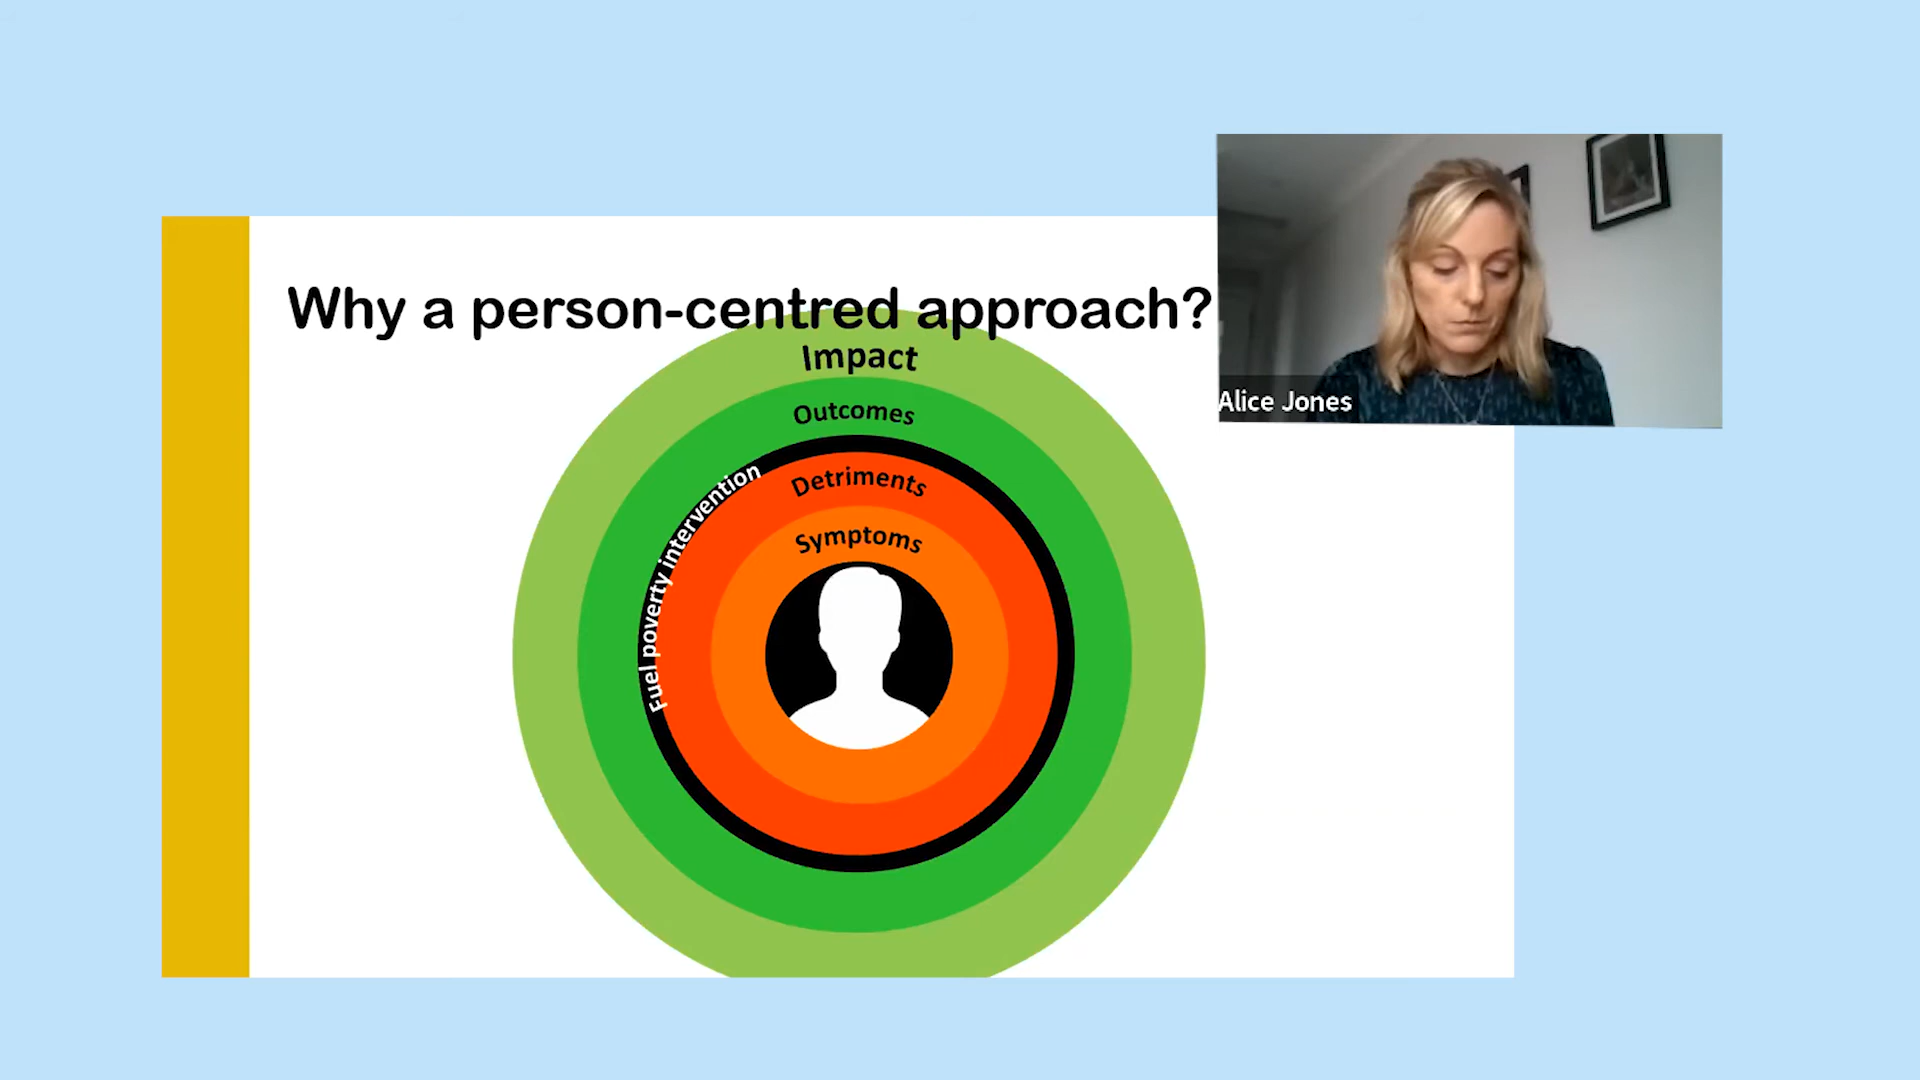 Why a person-centred approach?
Impact
Outcomes
Detriments
Symptoms
Fuel poverty intervention
Alice Jones